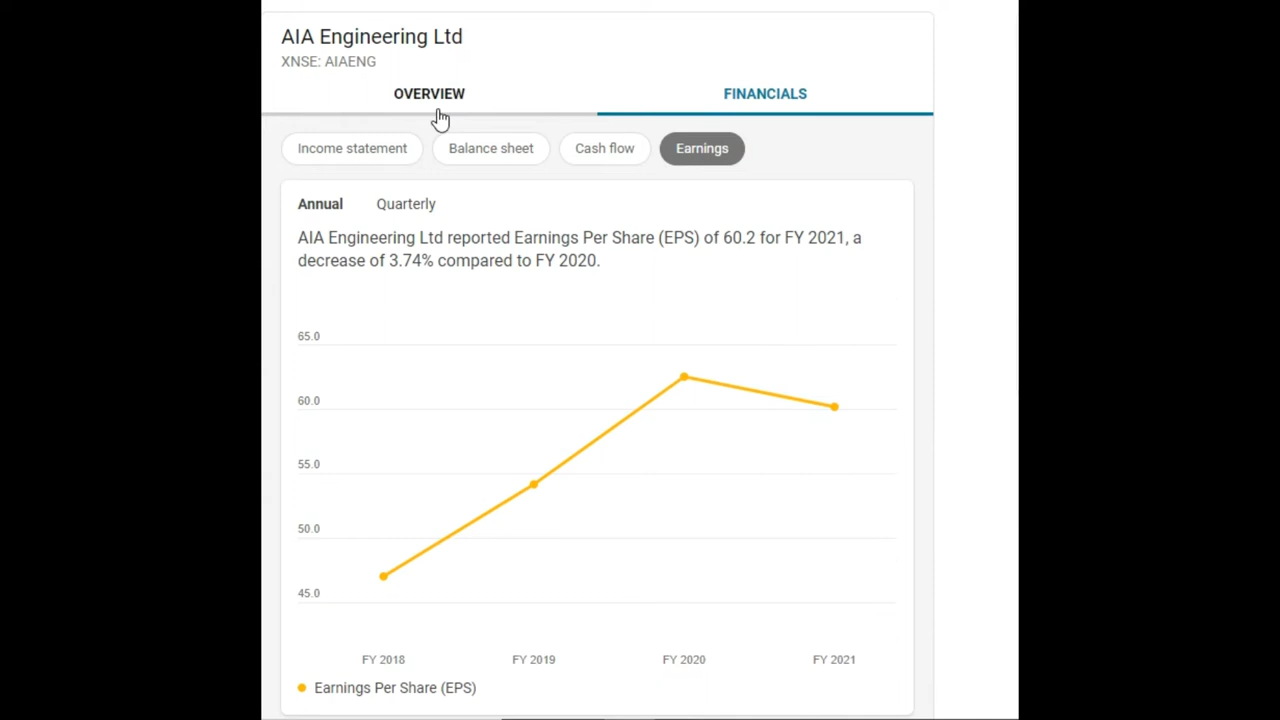 AIA Engineering Ltd
XNSE: AIAENG
OVERVIEW FINANCIALS
Income statement Balance sheet Cash flow Earnings
Annual Quarterly
AIA Engineering Ltd reported Earnings Per Share (EPS) of 60.2 for FY 2021, a
decrease of 3.74% compared to FY 2020.
65.0
60.0
55.0
50.0
45.0
FY 2018 FY 2019 FY 2020 FY 2021
Earnings Per Share (EPS)